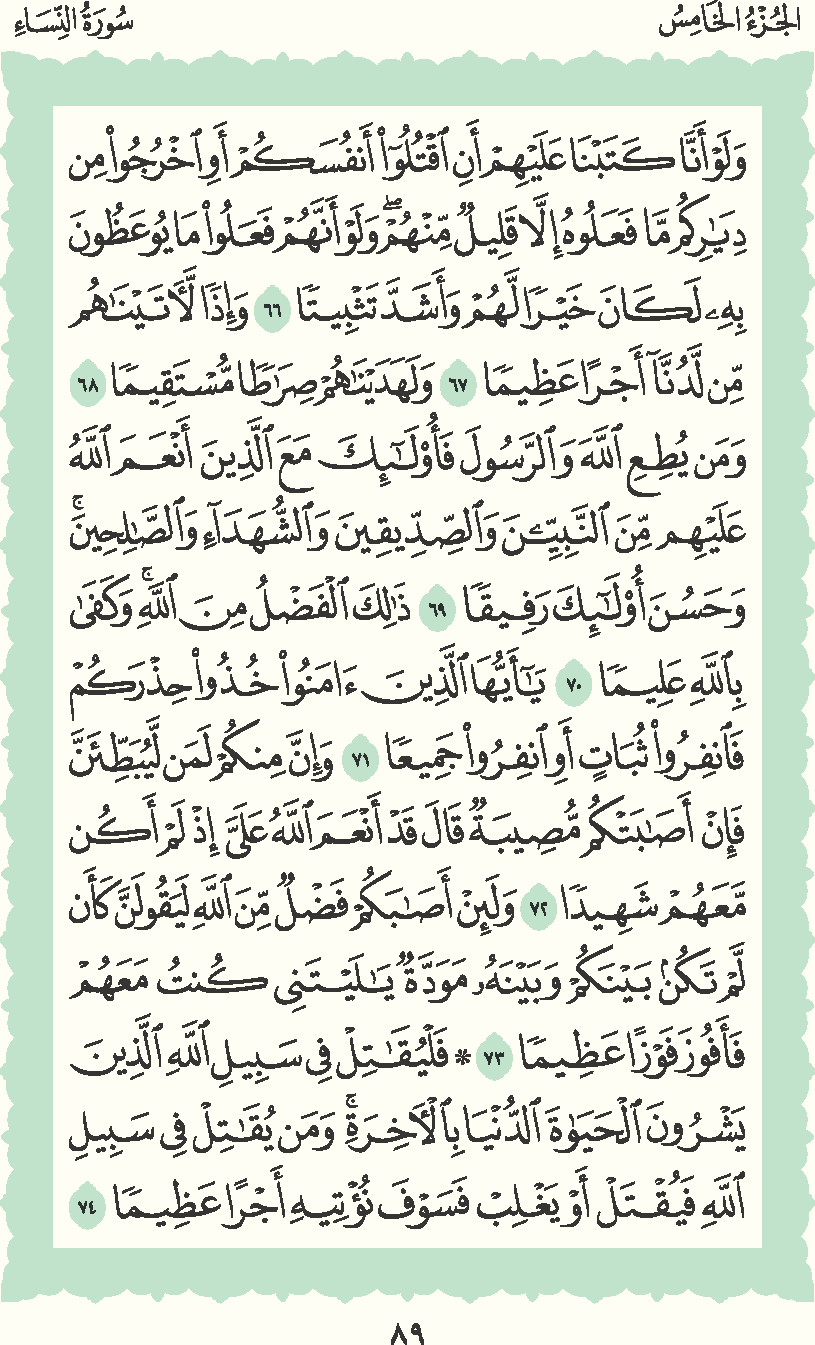 الجُزْءُ الخَامِسُ
سُورَةُ النِّسَاءِ
وَلَوْ أَنَّا كَتَبْنَا عَلَيْهِمْ أَنِ ٱقْتُلُوٓا۟ أَنفُسَكُمْ أَوِ ٱخْرُجُوا۟ مِن
دِيَـٰرِكُم مَّا فَعَلُوهُ إِلَّا قَلِيلٌ مِّنْهُمْ ۖ وَلَوْ أَنَّهُمْ فَعَلُوا۟ مَا يُوعَظُونَ
بِهِۦ لَكَانَ خَيْرًا لَّهُمْ وَأَشَدَّ تَثْبِيتًا ٦٦ وَإِذًا لَّـَٔاتَيْنَـٰهُم
مِّن لَّدُنَّآ أَجْرًا عَظِيمًا ٦٧ وَلَهَدَيْنَـٰهُمْ صِرَٰطًا مُّسْتَقِيمًا ٦٨
وَمَن يُطِعِ ٱللَّهَ وَٱلرَّسُولَ فَأُو۟لَـٰٓئِكَ مَعَ ٱلَّذِينَ أَنْعَمَ ٱللَّهُ
عَلَيْهِم مِّنَ ٱلنَّبِيِّـۧنَ وَٱلصِّدِّيقِينَ وَٱلشُّهَدَآءِ وَٱلصَّـٰلِحِينَ ۚ
وَحَسُنَ أُو۟لَـٰٓئِكَ رَفِيقًا ٦٩ ذَٰلِكَ ٱلْفَضْلُ مِنَ ٱللَّهِ ۚ وَكَفَىٰ
بِٱللَّهِ عَلِيمًا ٧٠ يَـٰٓأَيُّهَا ٱلَّذِينَ ءَامَنُوا۟ خُذُوا۟ حِذْرَكُمْ
فَٱنفِرُوا۟ ثُبَاتٍ أَوِ ٱنفِرُوا۟ جَمِيعًا ٧١ وَإِنَّ مِنكُمْ لَمَن لَّيُبَطِّئَنَّ
فَإِنْ أَصَـٰبَتْكُم مُّصِيبَةٌ قَالَ قَدْ أَنْعَمَ ٱللَّهُ عَلَىَّ إِذْ لَمْ أَكُن
مَّعَهُمْ شَهِيدًا ٧٢ وَلَئِنْ أَصَـٰبَكُمْ فَضْلٌ مِّنَ ٱللَّهِ لَيَقُولَنَّ كَأَن
لَّمْ تَكُنۢ بَيْنَكُمْ وَبَيْنَهُۥ مَوَدَّةٌ يَـٰلَيْتَنِى كُنتُ مَعَهُمْ
فَأَفُوزَ فَوْزًا عَظِيمًا ٧٣ * فَلْيُقَـٰتِلْ فِى سَبِيلِ ٱللَّهِ ٱلَّذِينَ
يَشْرُونَ ٱلْحَيَوٰةَ ٱلدُّنْيَا بِٱلْـَٔاخِرَةِ ۚ وَمَن يُقَـٰتِلْ فِى سَبِيلِ
ٱللَّهِ فَيُقْتَلْ أَوْ يَغْلِبْ فَسَوْفَ نُؤْتِيهِ أَجْرًا عَظِيمًا ٧٤
٨٩